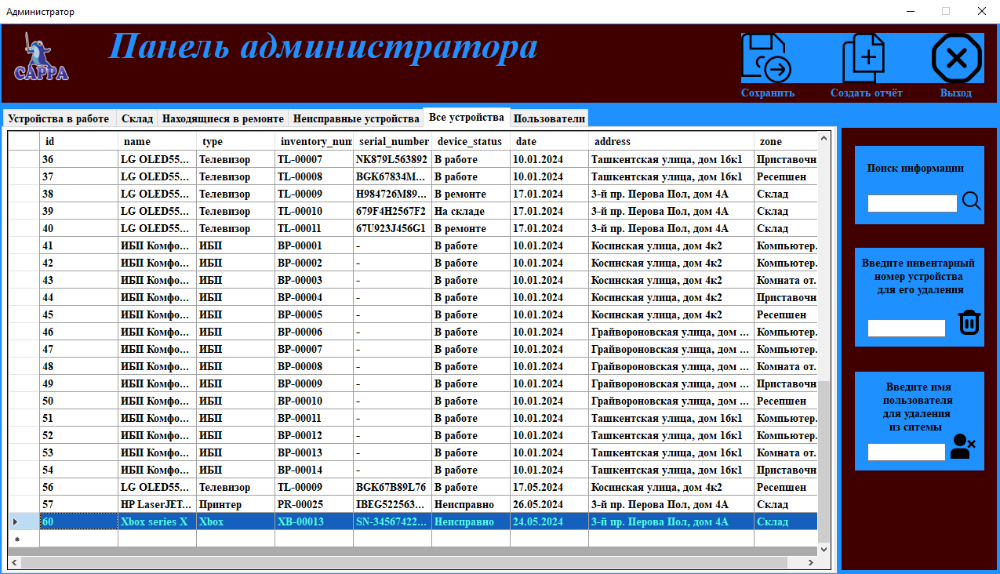 Администратор
CAPPA
Панель администратора
Сохранить Создать отчёт Выход
Устройства в работе Склад Находящиеся в ремонте Неисправные устройства Все устройства Пользователи
id name type inventory_num serial_number device_status date address zone
36 LG OLED55... Телевизор TL-00007 NK879L563892 В работе 10.01.2024 Ташкентская улица, дом 16к1 Приставочн
37 LG OLED55... Телевизор TL-00008 BGK67834M... В работе 10.01.2024 Ташкентская улица, дом 16к1 Ресепшен
38 LG OLED55... Телевизор TL-00009 H984726M89... В ремонте 17.01.2024 3-й пр. Перова Пол, дом 4А Склад
39 LG OLED55... Телевизор TL-00010 679F4H2567F2 На складе 17.01.2024 3-й пр. Перова Пол, дом 4А Склад
40 LG OLED55... Телевизор TL-00011 67U923J456G1 В ремонте 17.01.2024 3-й пр. Перова Пол, дом 4А Склад
41 ИБП Комфо... ИБП BP-00001 - В работе 10.01.2024 Косинская улица, дом 4к2 Компьютер.
42 ИБП Комфо... ИБП BP-00002 - В работе 10.01.2024 Косинская улица, дом 4к2 Компьютер.
43 ИБП Комфо... ИБП BP-00003 - В работе 10.01.2024 Косинская улица, дом 4к2 Комната от.
44 ИБП Комфо... ИБП BP-00004 - В работе 10.01.2024 Косинская улица, дом 4к2 Приставочн
45 ИБП Комфо... ИБП BP-00005 - В работе 10.01.2024 Косинская улица, дом 4к2 Ресепшен
46 ИБП Комфо... ИБП BP-00006 - В работе 10.01.2024 Грайвороновская улица, дом ... Компьютер.
47 ИБП Комфо... ИБП BP-00007 - В работе 10.01.2024 Грайвороновская улица, дом ... Компьютер.
48 ИБП Комфо... ИБП BP-00008 - В работе 10.01.2024 Грайвороновская улица, дом ... Комната от.
49 ИБП Комфо... ИБП BP-00009 - В работе 10.01.2024 Грайвороновская улица, дом ... Приставочн
50 ИБП Комфо... ИБП BP-00010 - В работе 10.01.2024 Грайвороновская улица, дом ... Ресепшен
51 ИБП Комфо... ИБП BP-00011 - В работе 10.01.2024 Ташкентская улица, дом 16к1 Компьютер.
52 ИБП Комфо... ИБП BP-00012 - В работе 10.01.2024 Ташкентская улица, дом 16к1 Компьютер.
53 ИБП Комфо... ИБП BP-00013 - В работе 10.01.2024 Ташкентская улица, дом 16к1 Комната от.
54 ИБП Комфо... ИБП BP-00014 - В работе 10.01.2024 Ташкентская улица, дом 16к1 Приставочн
56 LG OLED55... Телевизор TL-00009 BGK67B89L76 В работе 17.05.2024 Косинская улица, дом 4к2 Ресепшен
57 HP LaserJET... Принтер PR-00025 IBEG522563... Неисправно 26.05.2024 3-й пр. Перова Пол, дом 4А Склад
60 Xbox series X Xbox XB-00013 SN-34567422... Неисправно 24.05.2024 3-й пр. Перова Пол, дом 4А Склад
Поиск информации
Введите инвентарный
номер устройства
для его удаления
Введите имя
пользователя
для удаления
из ситемы